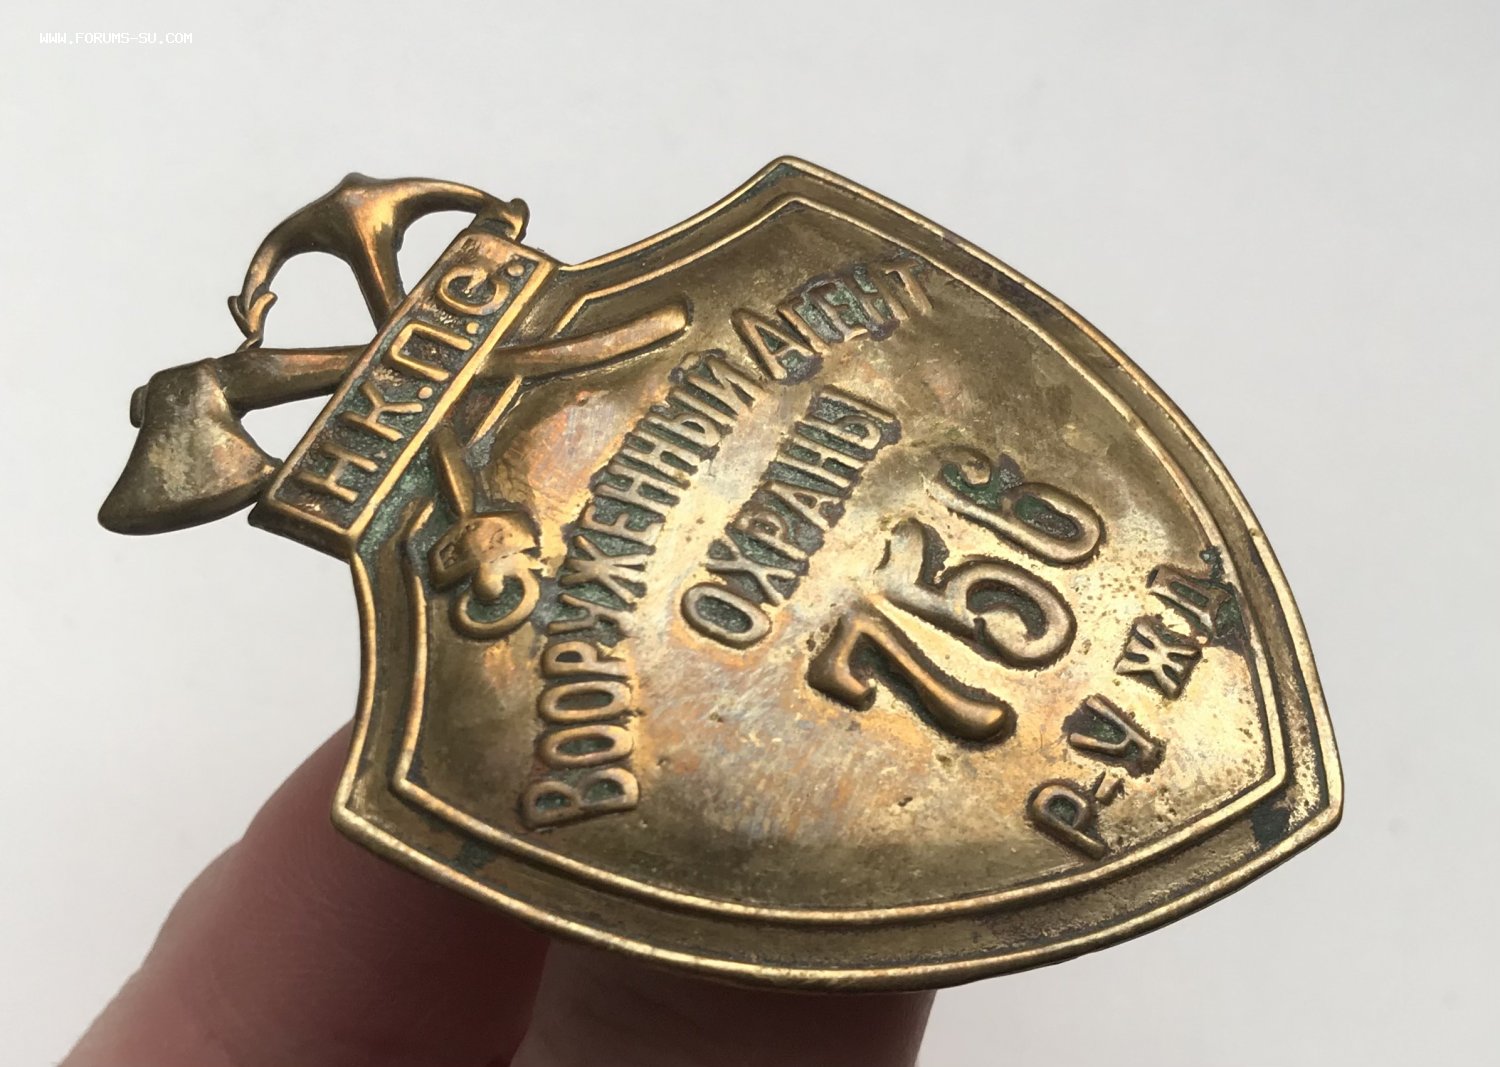 WWW.FORUMS-SU.COM
Н.К.П.С.
ВООРУЖЕННЫЙ АГЕНТ
ОХРАНЫ
756
Р-У Ж.Д.